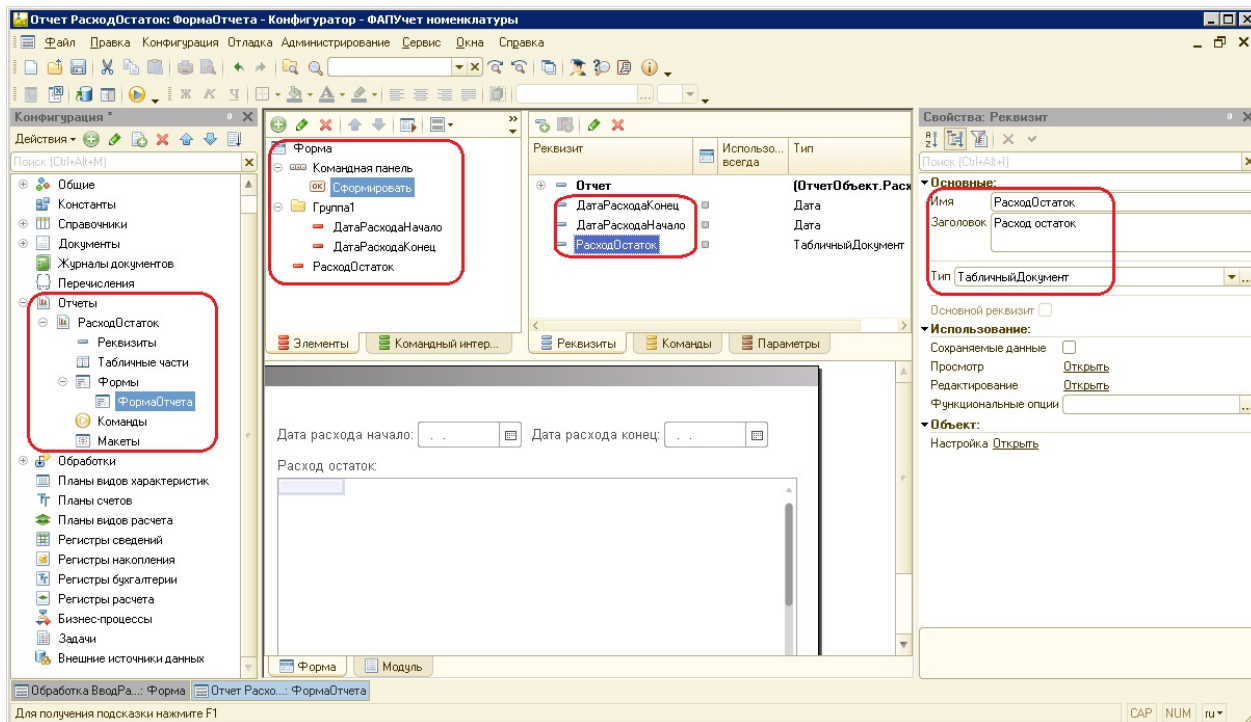 Отчет РасходОстаток: ФормаОтчета - Конфигуратор - ФАПУчет номенклатуры
Файл Правка Конфигурация Отладка Администрирование Сервис Окна Справка
Ж К Ч
Конфигурация *
Действия
Поиск (Ctrl+Alt+M)
Общие
Константы
Справочники
Документы
Журналы документов
Перечисления
Отчеты
РасходОстаток
Реквизиты
Табличные части
Формы
ФормаОтчета
Команды
Макеты
Обработки
Планы видов характеристик
Планы счетов
Планы видов расчета
Регистры сведений
Регистры накопления
Регистры бухгалтерии
Регистры расчета
Бизнес-процессы
Задачи
Внешние источники данных
Форма
Командная панель
ОК Сформировать
Группа1
ДатаРасходаНачало
ДатаРасходаКонец
РасходОстаток
Элементы Командный интер...
Реквизит Использо... всегда Тип
Отчет (ОтчетОбъект.Расх
ДатаРасходаКонец Дата
ДатаРасходаНачало Дата
РасходОстаток ТабличныйДокумент
Реквизиты Команды Параметры
Дата расхода начало: . . Дата расхода конец: . .
Расход остаток:
Форма Модуль
Свойства: Реквизит
Поиск (Ctrl+Alt+I)
Основные:
Имя РасходОстаток
Заголовок Расход остаток
Тип ТабличныйДокумент
Основной реквизит
Использование:
Сохраняемые данные
Просмотр Открыть
Редактирование Открыть
Функциональные опции
Объект:
Настройка Открыть
Обработка ВводРа...: Форма Отчет Расхо...: ФормаОтчета
Для получения подсказки нажмите F1
CAP NUM ru